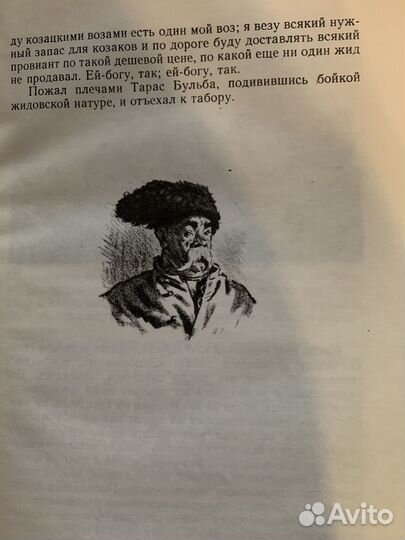 ду козацкими возами есть один мой воз; я везу всякий нуж-
ный запас для козаков и по дороге буду доставлять всякий
провиант по такой дешевой цене, по какой еще ни один жид
не продавал. Ей-богу, так; ей-богу, так.
Пожал плечами Тарас Бульба, подивившись бойкой
жидовской натуре, и отъехал к табору.
Avito